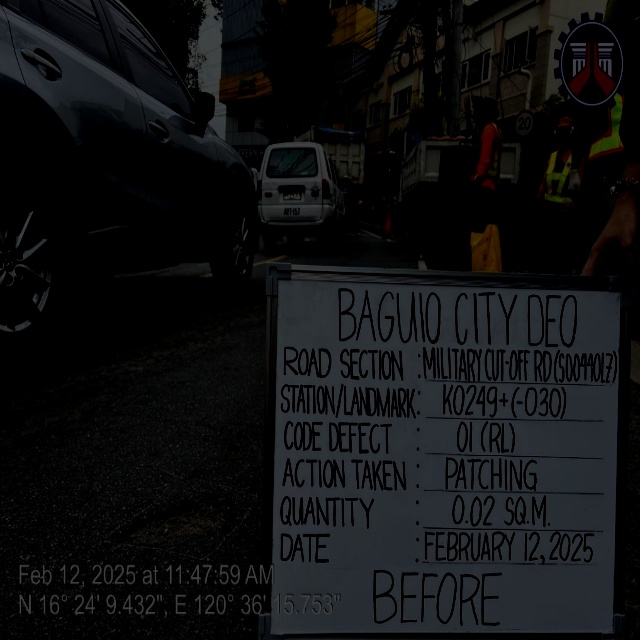 BAGUIO CITY DEO
ROAD SECTION : MILITARY CUT-OFF RD (S00440LZ)
STATION/LANDMARK : K0249+(-030)
CODE DEFECT : 01 (RL)
ACTION TAKEN : PATCHING
QUANTITY : 0.02 SQ.M.
DATE : FEBRUARY 12, 2025
BEFORE
Feb 12, 2025 at 11:47:59 AM
N 16° 24' 9.432", E 120° 36' 15.753"